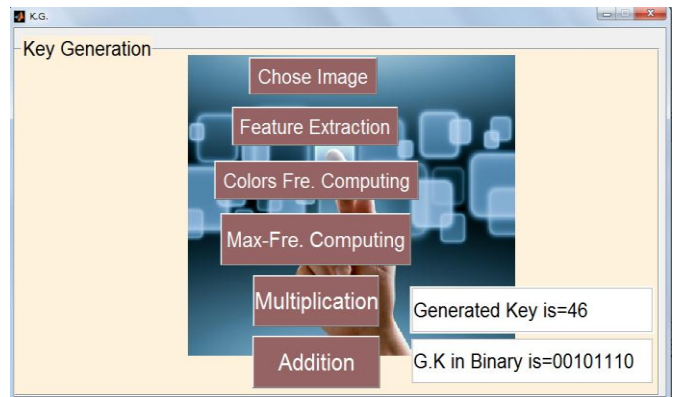 K.G.
Key Generation
Chose Image
Feature Extraction
Colors Fre. Computing
Max-Fre. Computing
Multiplication
Generated Key is=46
Addition
G.K in Binary is=00101110